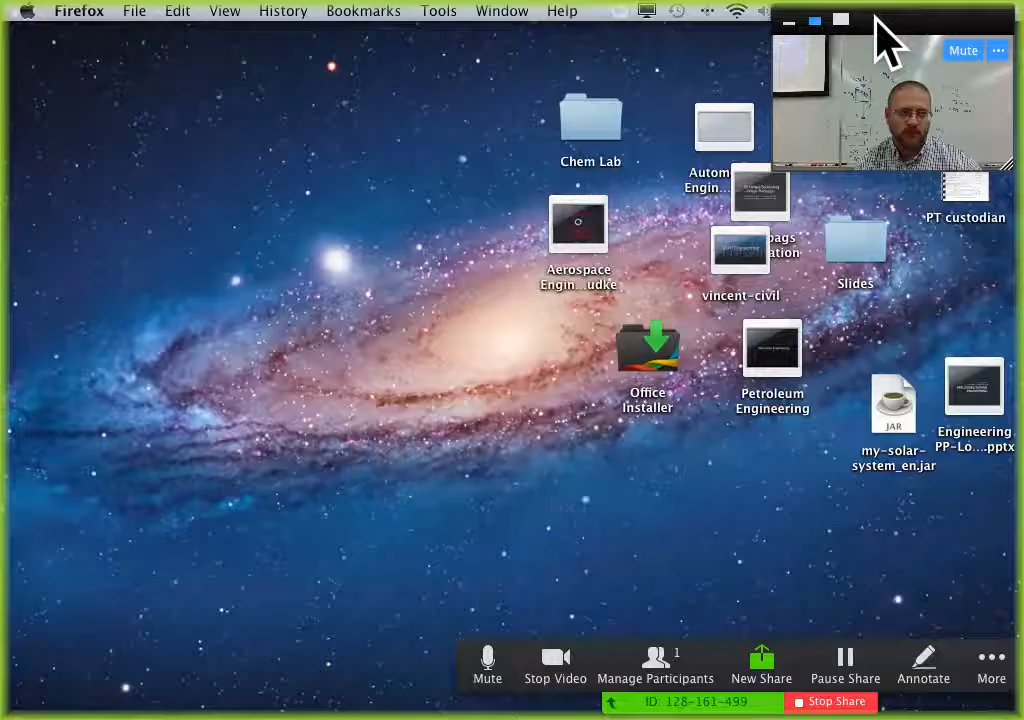 Firefox File Edit View History Bookmarks Tools Window Help
Mute
Chem Lab
Autom
Engin...
PT custodian
bags
ation
Aerospace
Engin...udke
Slides
vincent-civil
Office
Installer
Petroleum
Engineering
JAR
my-solar-
system_en.jar
Engineering
PP-Lo....pptx
Mute Stop Video Manage Participants 1 New Share Pause Share Annotate More
ID: 128-161-499 Stop Share